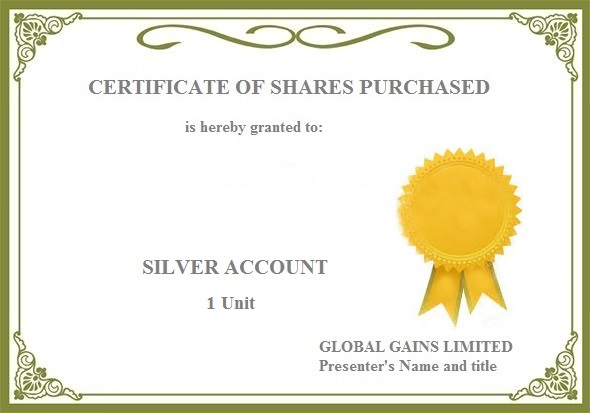 CERTIFICATE OF SHARES PURCHASED
is hereby granted to:
SILVER ACCOUNT
1 Unit
GLOBAL GAINS LIMITED
Presenter's Name and title